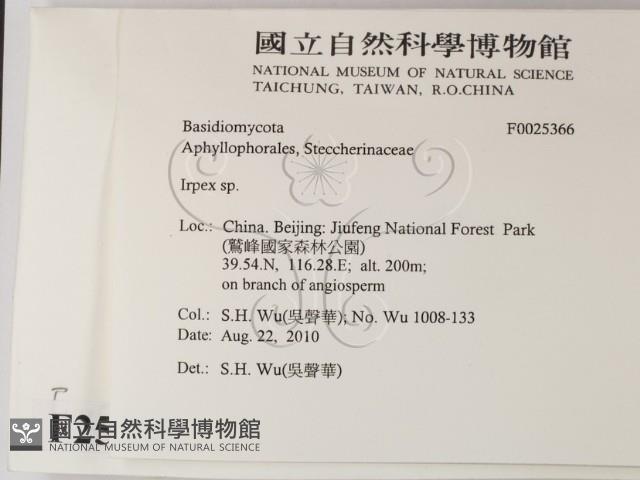 國立自然科學博物館
NATIONAL MUSEUM OF NATURAL SCIENCE
TAICHUNG, TAIWAN, R.O.CHINA
Basidiomycota F0025366
Aphyllophorales, Steccherinaceae
Irpex sp.
Loc.: China. Beijing: Jiufeng National Forest Park
(鷲峰國家森林公園)
39.54.N, 116.28.E; alt. 200m;
on branch of angiosperm
Col.: S.H. Wu(吳聲華); No. Wu 1008-133
Date: Aug. 22, 2010
Det.: S.H. Wu(吳聲華)
P
F25
國立自然科學博物館
NATIONAL MUSEUM OF NATURAL SCIENCE